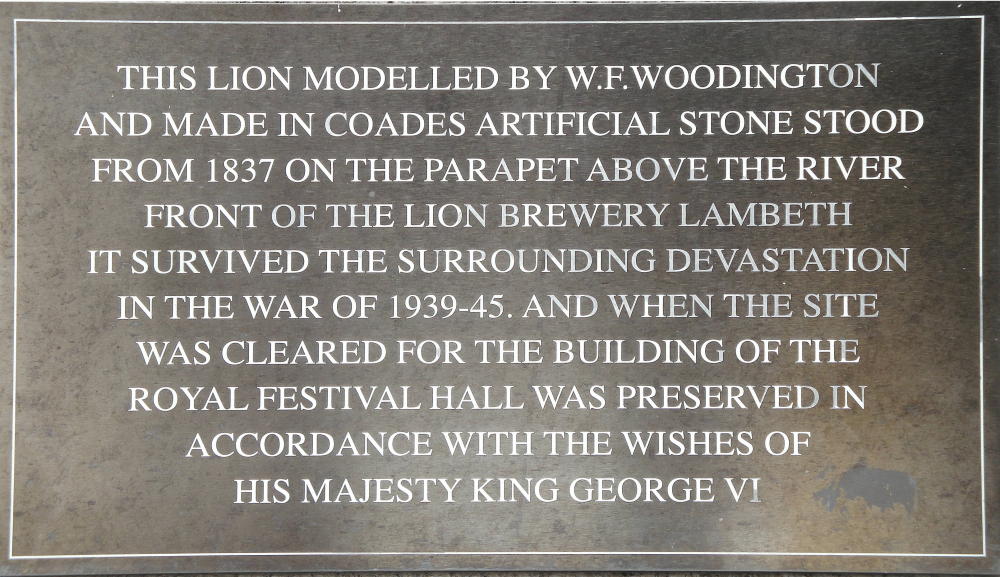 THIS LION MODELLED BY W.F.WOODINGTON
AND MADE IN COADES ARTIFICIAL STONE STOOD
FROM 1837 ON THE PARAPET ABOVE THE RIVER
FRONT OF THE LION BREWERY LAMBETH
IT SURVIVED THE SURROUNDING DEVASTATION
IN THE WAR OF 1939-45. AND WHEN THE SITE
WAS CLEARED FOR THE BUILDING OF THE
ROYAL FESTIVAL HALL WAS PRESERVED IN
ACCORDANCE WITH THE WISHES OF
HIS MAJESTY KING GEORGE VI